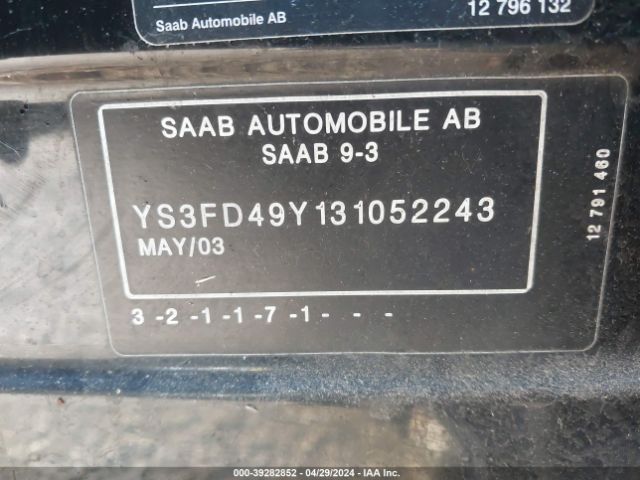 Saab Automobile AB 12 796 132
SAAB AUTOMOBILE AB
SAAB 9-3
YS3FD49Y131052243
MAY/03
3 -2 -1 -1 -7 -1 - - -
12 791 460
000-39282852 - 04/29/2024 - IAA Inc.